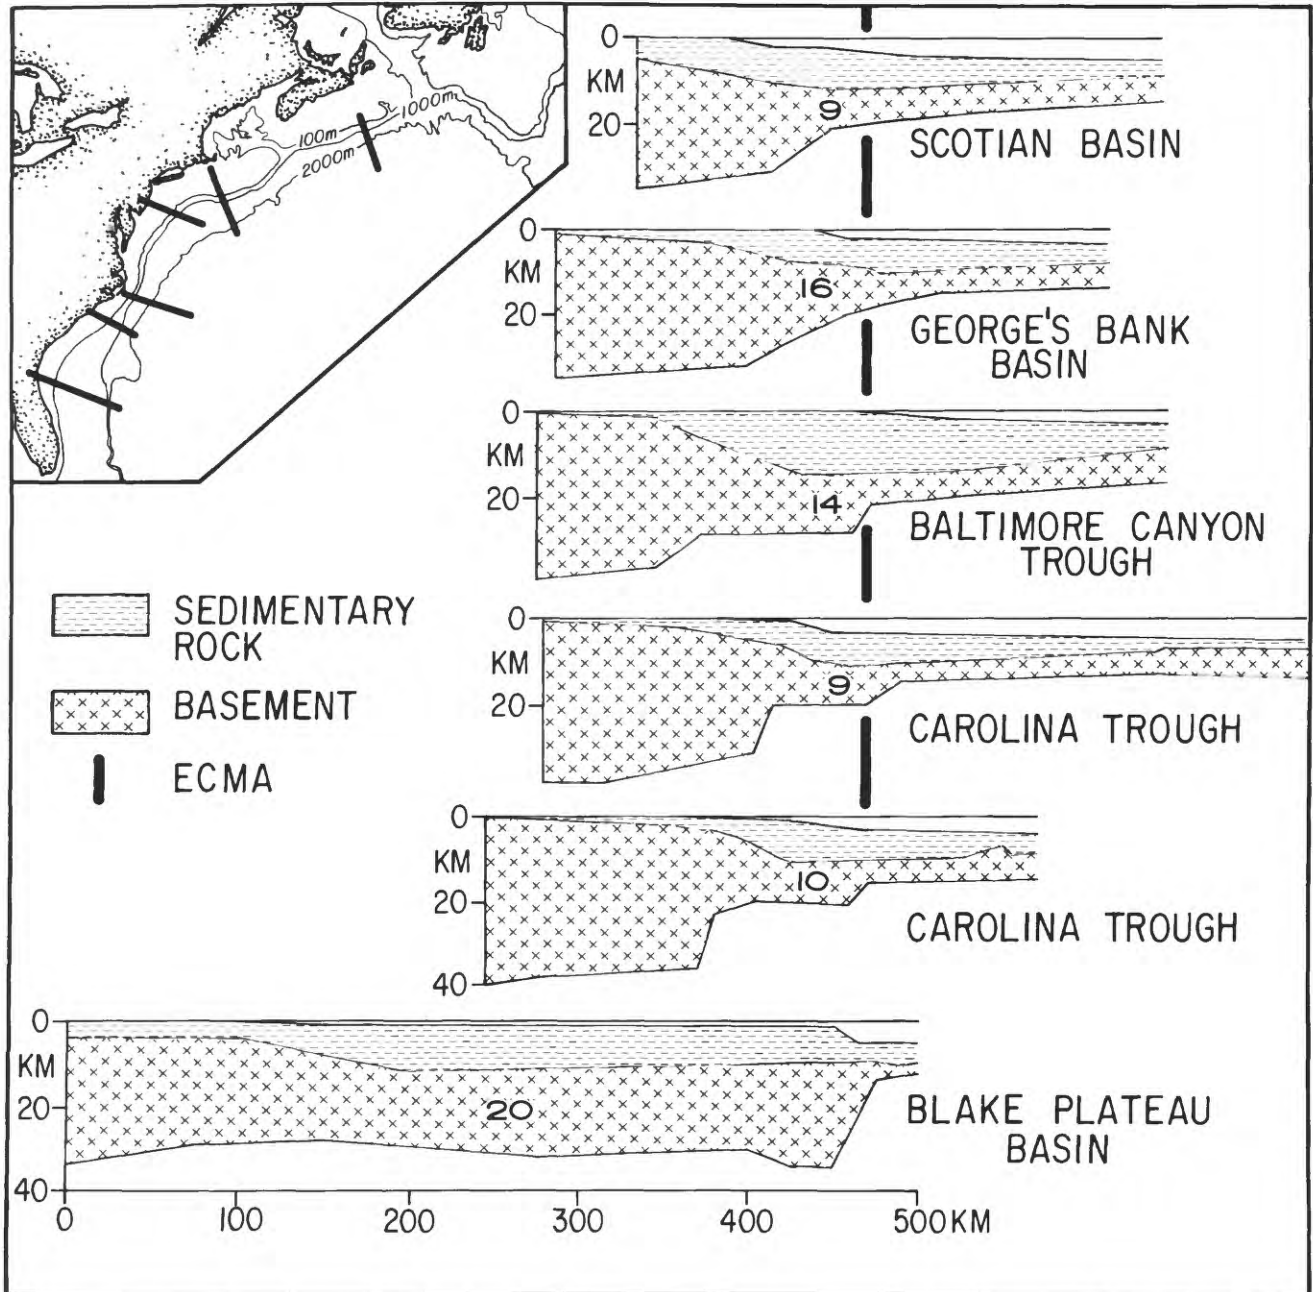 100m
1000m
2000m
0
KM
20
9
SCOTIAN BASIN
0
KM
20
16
GEORGE'S BANK
BASIN
0
KM
20
14
BALTIMORE CANYON
TROUGH
SEDIMENTARY
ROCK
BASEMENT
ECMA
0
KM
20
9
CAROLINA TROUGH
0
KM
20
40
10
CAROLINA TROUGH
0
KM
20
40
20
BLAKE PLATEAU
BASIN
0 100 200 300 400 500 KM